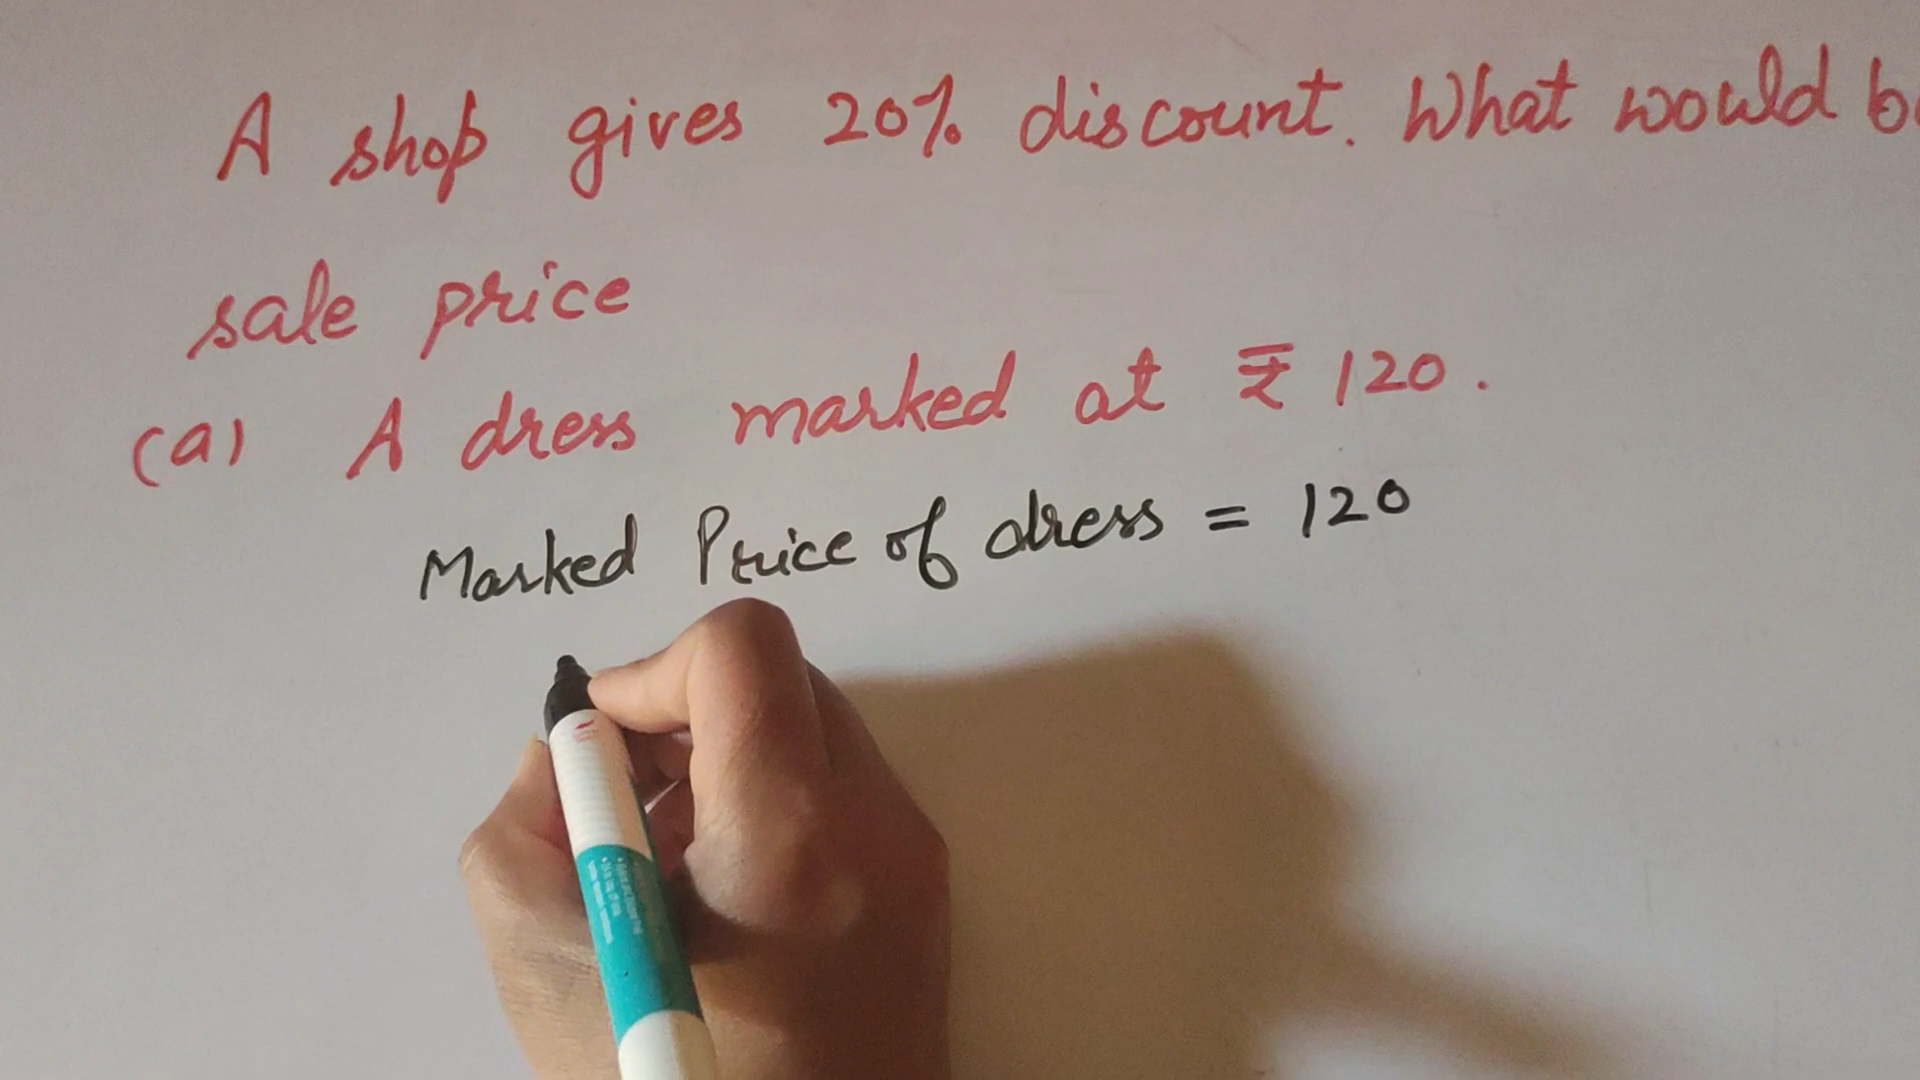 A shop gives 20% discount. What would
sale price
(a) A dress marked at ₹ 120.
Marked Price of dress = 120